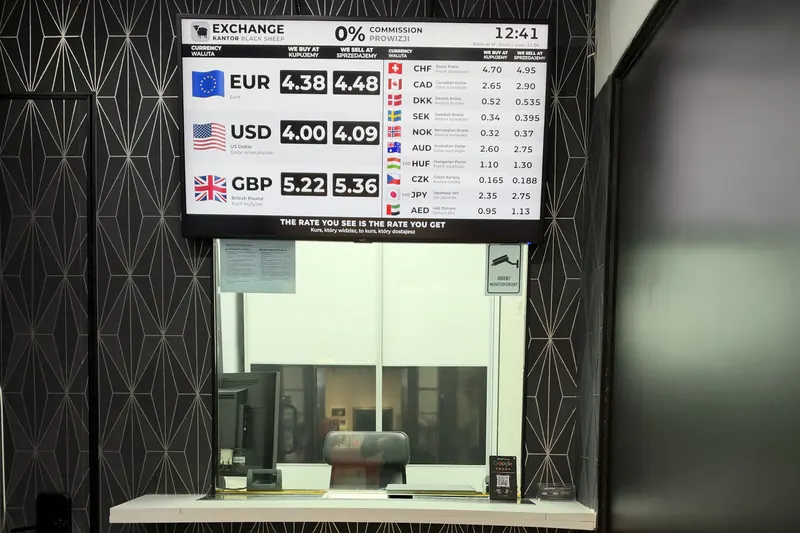 EXCHANGE
KANTOR BLACK SHEEP
0% COMMISSION
PROWIZJI
12:41
CURRENCY WE BUY AT WE SELL AT
WALUTA KUPUJEMY SPRZEDAJEMY
EUR 4.38 4.48
Euro
USD 4.00 4.09
US Dollar
Dolar amerykański
GBP 5.22 5.36
British Pound
Funt brytyjski
CURRENCY WE BUY AT WE SELL AT
WALUTA KUPUJEMY SPRZEDAJEMY
CHF 4.70 4.95
CAD 2.65 2.90
DKK 0.52 0.535
SEK 0.34 0.395
NOK 0.32 0.37
AUD 2.60 2.75
HUF 1.10 1.30
CZK 0.165 0.188
JPY 2.35 2.75
AED 0.95 1.13
THE RATE YOU SEE IS THE RATE YOU GET
Kurs, który widzisz, to kurs, który dostajesz
OBIEKT
MONITOROWANY
Google